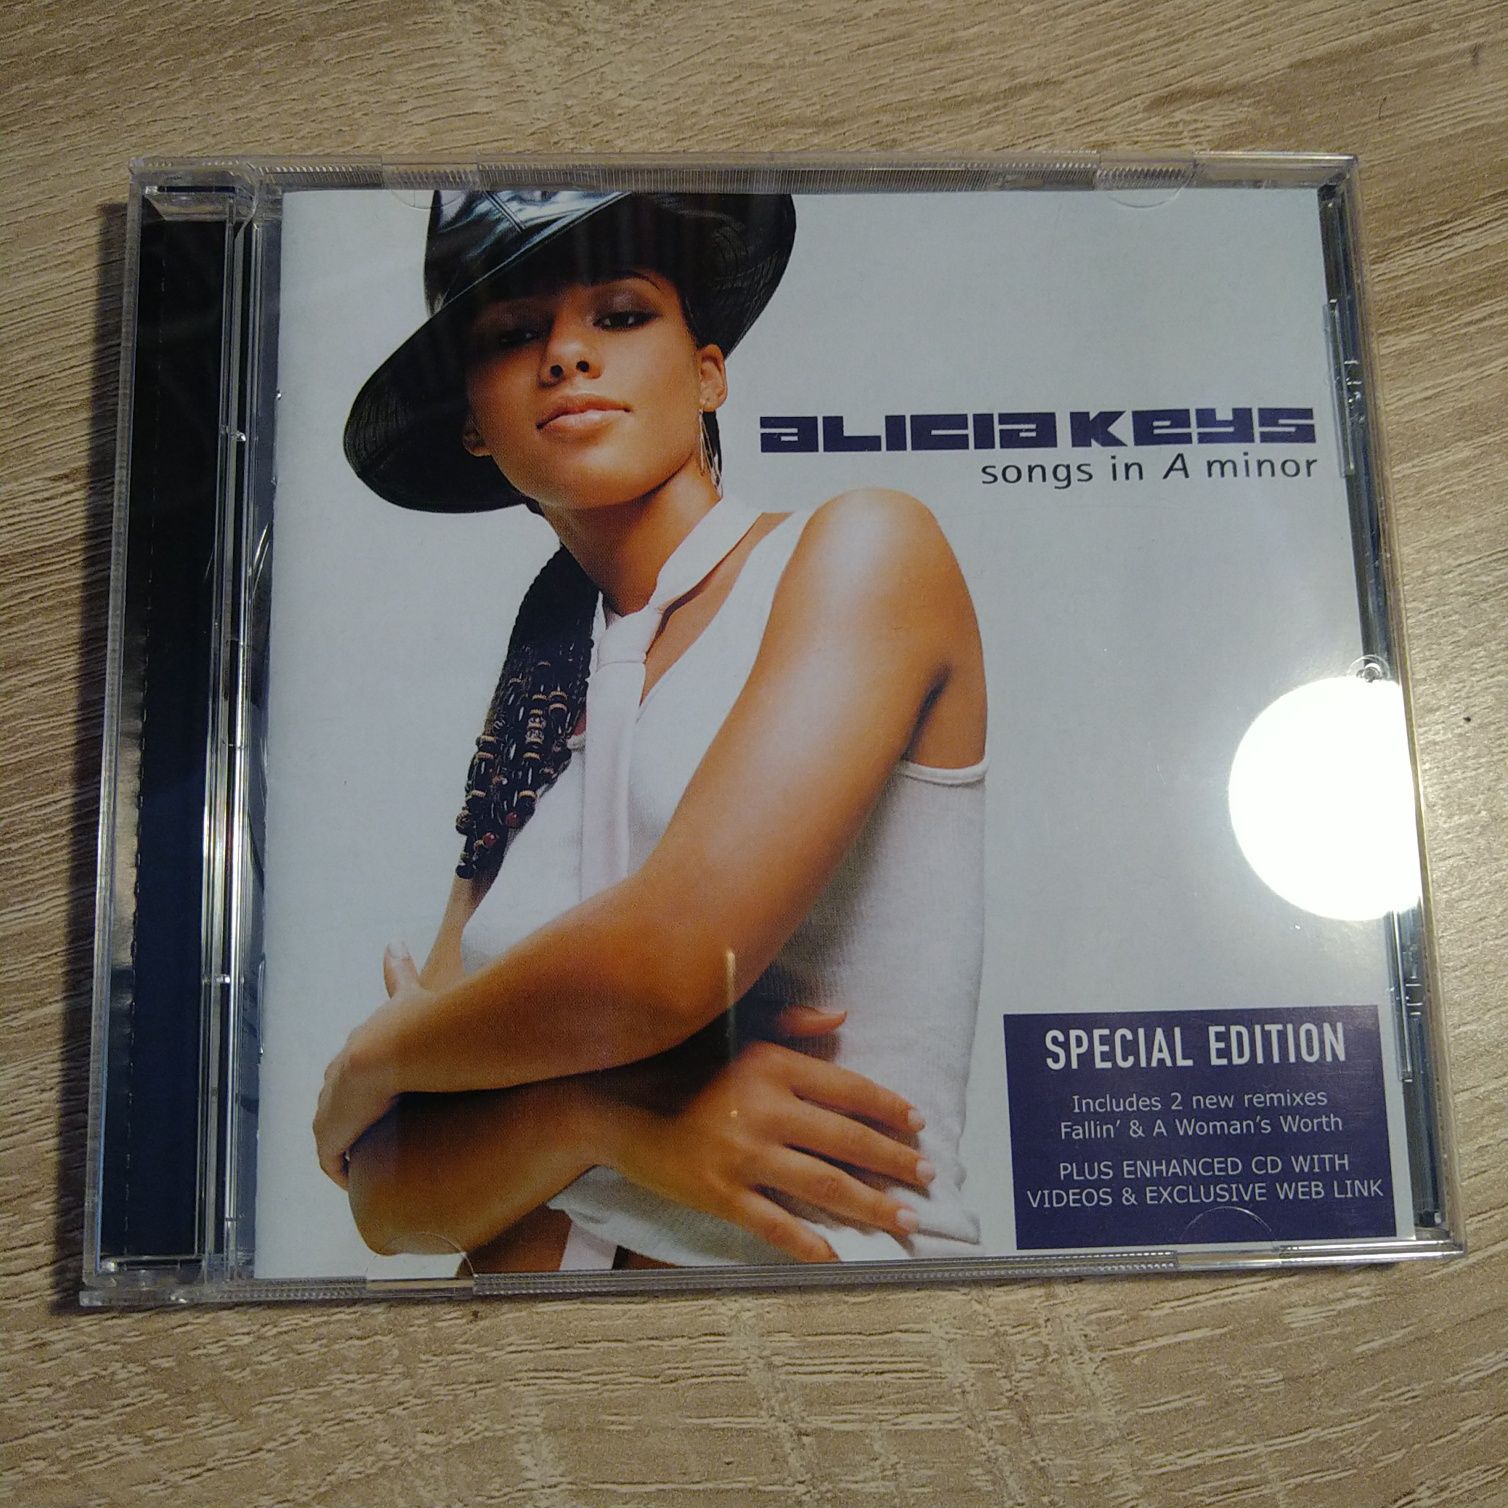 aLICIa Keys
songs in A minor
SPECIAL EDITION
Includes 2 new remixes
Fallin' & A Woman's Worth
PLUS ENHANCED CD WITH
VIDEOS & EXCLUSIVE WEB LINK